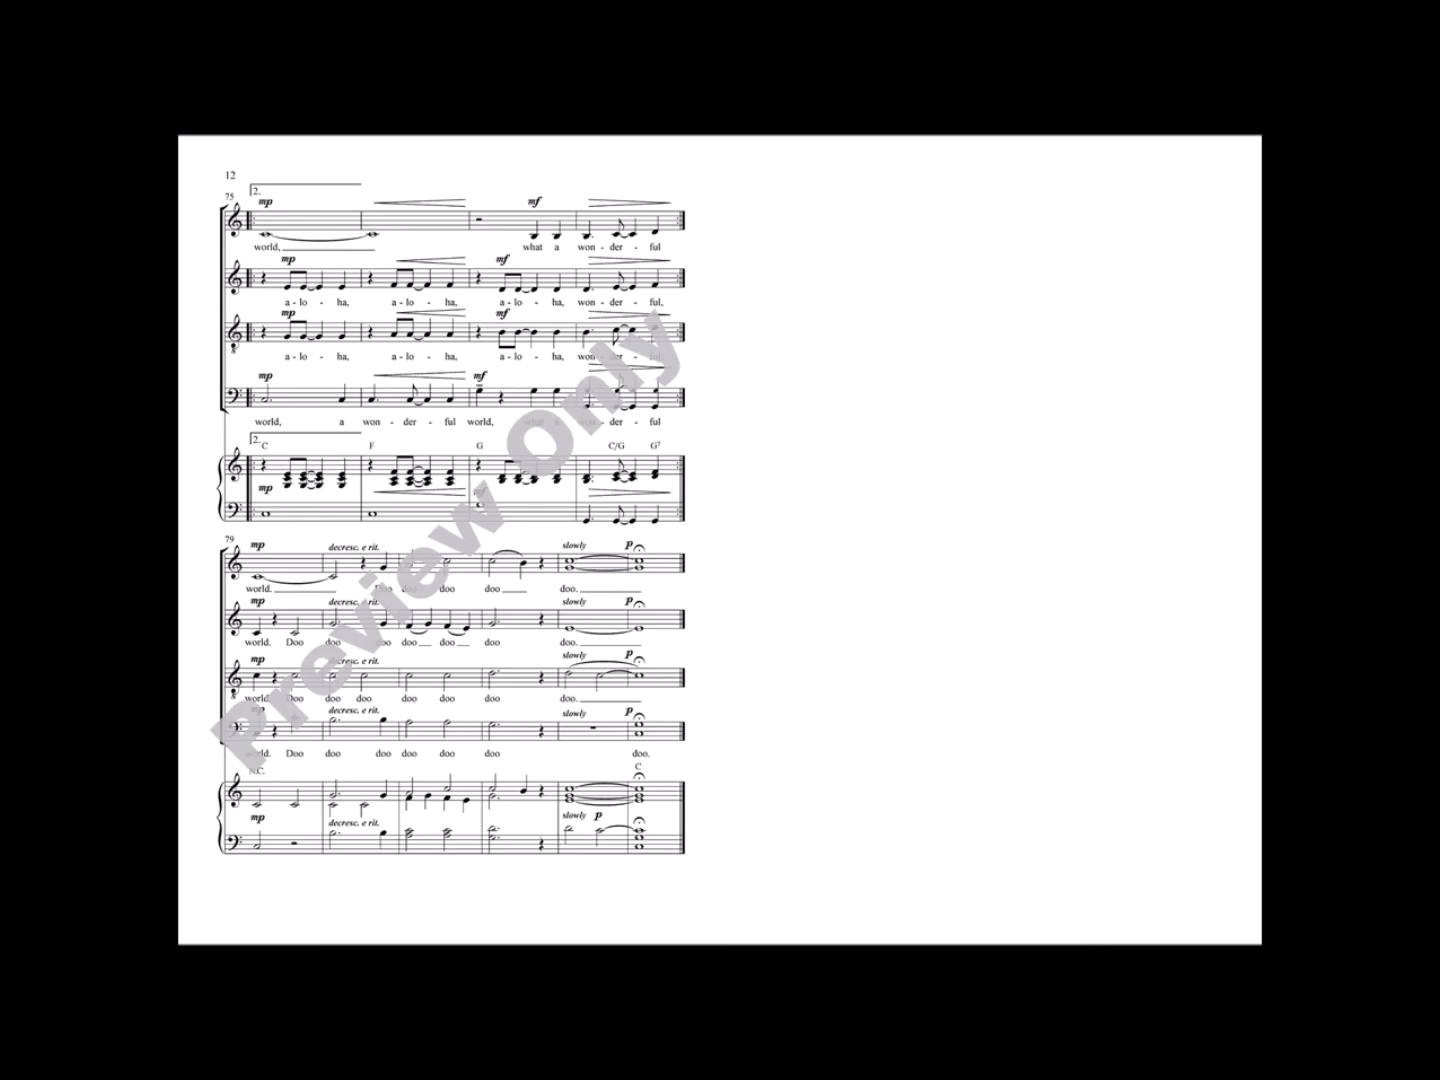 12
75
2.
mp mf
world, what a won - der - ful
mp mf
a - lo - ha, a - lo - ha, a - lo - ha, won - der - ful,
mp mf
a - lo - ha, a - lo - ha, a - lo - ha, won - der - ful,
mp mf
world, a won - der - ful world, what a won - der - ful
2. C F G C/G G7
mp mf
79
mp decresc. e rit. slowly p
world. Doo doo doo doo doo.
mp decresc. e rit. slowly p
world. Doo doo doo doo doo doo doo.
mp decresc. e rit. slowly p
world. Doo doo doo doo doo doo doo.
mp decresc. e rit. slowly p
world. Doo doo doo doo doo doo doo.
N.C. C
mp decresc. e rit. slowly p
Preview Only